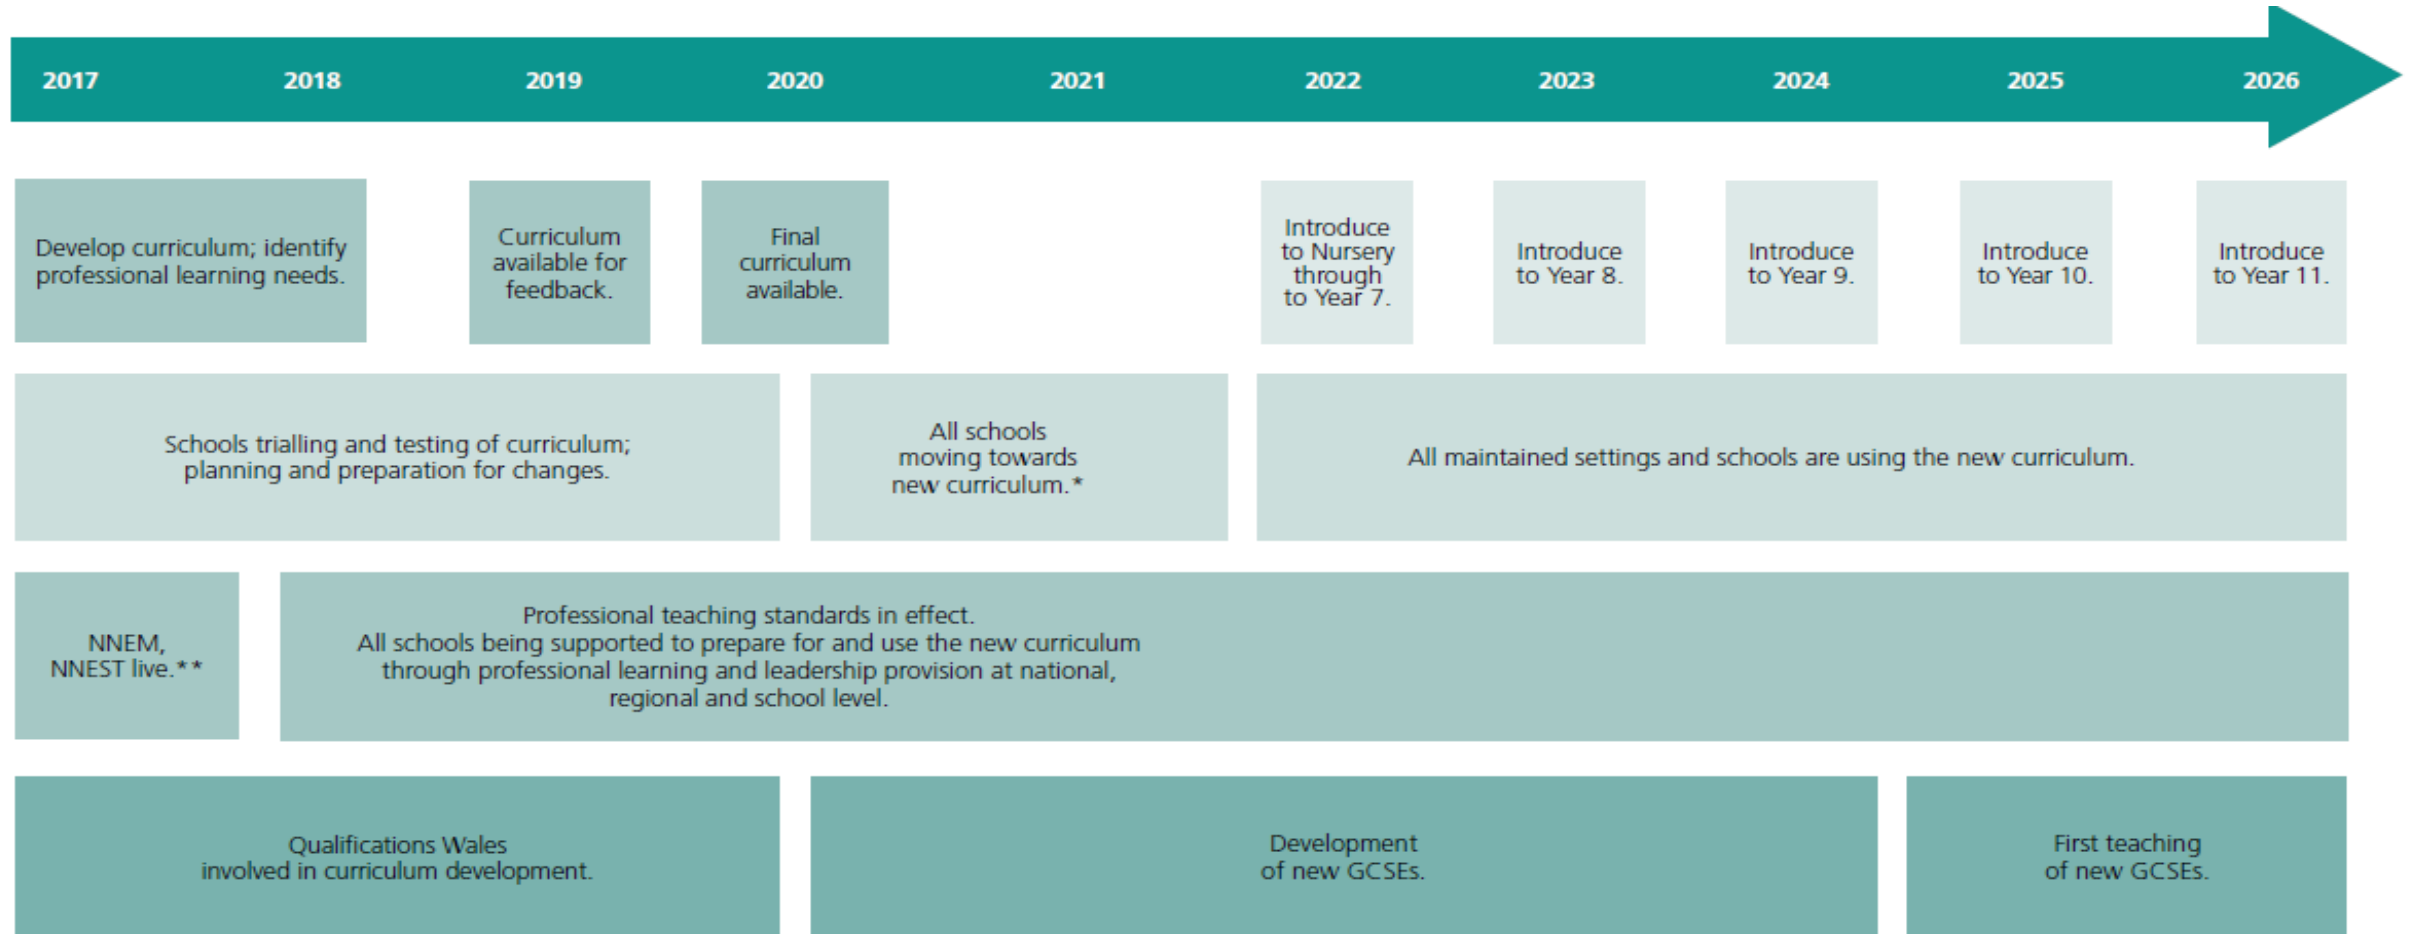 2017 2018 2019 2020 2021 2022 2023 2024 2025 2026
Develop curriculum; identify
professional learning needs.
Curriculum
available for
feedback.
Final
curriculum
available.
Introduce
to Nursery
through
to Year 7.
Introduce
to Year 8.
Introduce
to Year 9.
Introduce
to Year 10.
Introduce
to Year 11.
Schools trialling and testing of curriculum;
planning and preparation for changes.
All schools
moving towards
new curriculum.*
All maintained settings and schools are using the new curriculum.
NNEM,
NNEST live.**
Professional teaching standards in effect.
All schools being supported to prepare for and use the new curriculum
through professional learning and leadership provision at national,
regional and school level.
Qualifications Wales
involved in curriculum development.
Development
of new GCSEs.
First teaching
of new GCSEs.